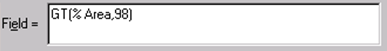 Field = GT(% Area,98)